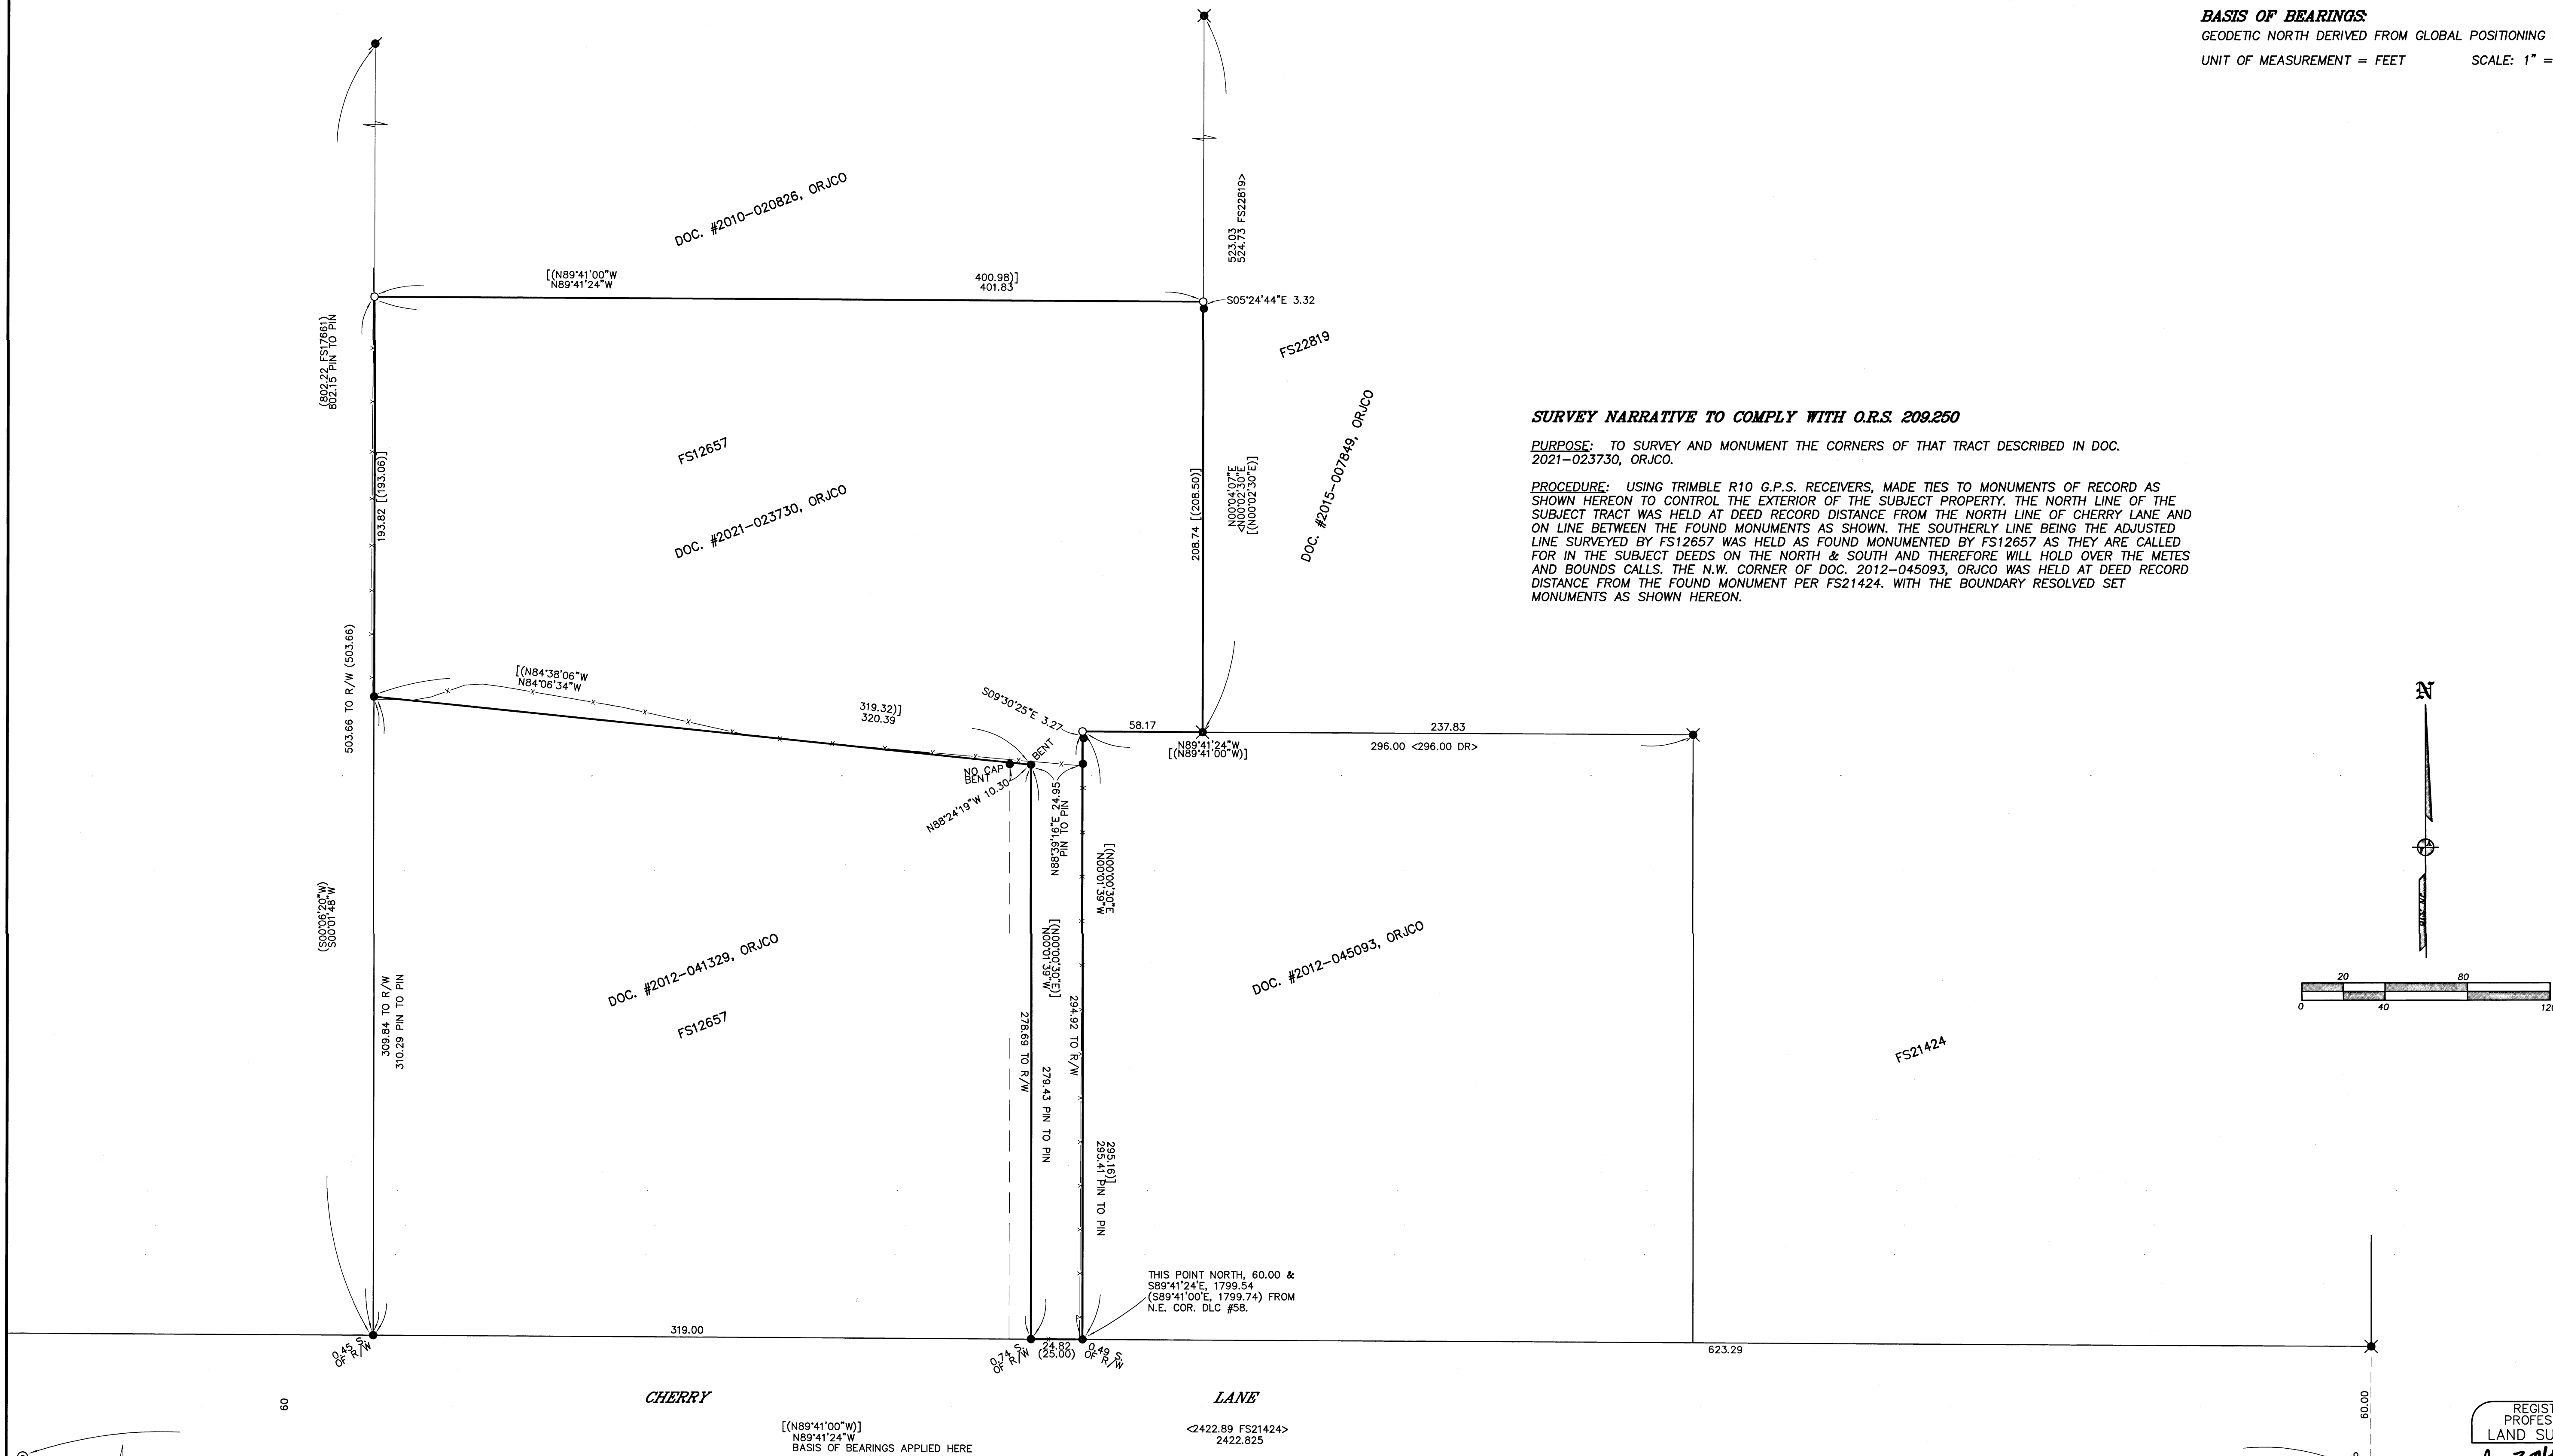 BASIS OF BEARINGS:
GEODETIC NORTH DERIVED FROM GLOBAL POSITIONING
UNIT OF MEASUREMENT = FEET SCALE: 1" =
DOC. #2010-020826, ORJCO
523.03
524.73 FS22819>
[(N89°41'00"W
N89°41'24"W
400.98)]
401.83
S05°24'44"E 3.32
(802.22 FS17661)
802.15 PIN TO PIN
FS22819
FS12657
DOC. #2021-023730, ORJCO
DOC. #2015-007849, ORJCO
193.82 [(193.06)]
208.74 [(208.50)]
N00°04'07"E
<N00°02'30"E
[(N00°02'30"E)]
SURVEY NARRATIVE TO COMPLY WITH O.R.S. 209.250
PURPOSE: TO SURVEY AND MONUMENT THE CORNERS OF THAT TRACT DESCRIBED IN DOC.
2021-023730, ORJCO.
PROCEDURE: USING TRIMBLE R10 G.P.S. RECEIVERS, MADE TIES TO MONUMENTS OF RECORD AS
SHOWN HEREON TO CONTROL THE EXTERIOR OF THE SUBJECT PROPERTY. THE NORTH LINE OF THE
SUBJECT TRACT WAS HELD AT DEED RECORD DISTANCE FROM THE NORTH LINE OF CHERRY LANE AND
ON LINE BETWEEN THE FOUND MONUMENTS AS SHOWN. THE SOUTHERLY LINE BEING THE ADJUSTED
LINE SURVEYED BY FS12657 WAS HELD AS FOUND MONUMENTED BY FS12657 AS THEY ARE CALLED
FOR IN THE SUBJECT DEEDS ON THE NORTH & SOUTH AND THEREFORE WILL HOLD OVER THE METES
AND BOUNDS CALLS. THE N.W. CORNER OF DOC. 2012-045093, ORJCO WAS HELD AT DEED RECORD
DISTANCE FROM THE FOUND MONUMENT PER FS21424. WITH THE BOUNDARY RESOLVED SET
MONUMENTS AS SHOWN HEREON.
503.66 TO R/W (503.66)
[(N84°38'06"W
N84°06'34"W
319.32)]
320.39
S09°30'25"E 3.27
58.17
237.83
N89°41'24"W
[(N89°41'00"W)]
296.00 <296.00 DR>
BENT
NO CAP
BENT
N88°24'19"W 10.30
N88°39'16"E 24.95
PIN TO PIN
[(N00°00'30"E
N00°01'39"W
[(N00°00'30"E)]
N00°01'39"W
(S00°06'20"W)
S00°01'48"W
309.84 TO R/W
310.29 PIN TO PIN
DOC. #2012-041329, ORJCO
FS12657
278.69 TO R/W
279.43 PIN TO PIN
294.92 TO R/W
295.16)]
295.41 PIN TO PIN
DOC. #2012-045093, ORJCO
FS21424
N
20 80
0 40 120
THIS POINT NORTH, 60.00 &
S89°41'24"E, 1799.54
(S89°41'00"E, 1799.74) FROM
N.E. COR. DLC #58.
0.45 S.
OF R/W
319.00
0.74 S.
OF R/W
24.82
(25.00)
0.49 S.
OF R/W
623.29
60
CHERRY LANE
60.00
[(N89°41'00"W)]
N89°41'24"W
BASIS OF BEARINGS APPLIED HERE
<2422.89 FS21424>
2422.825
REGIST
PROFES
LAND SU